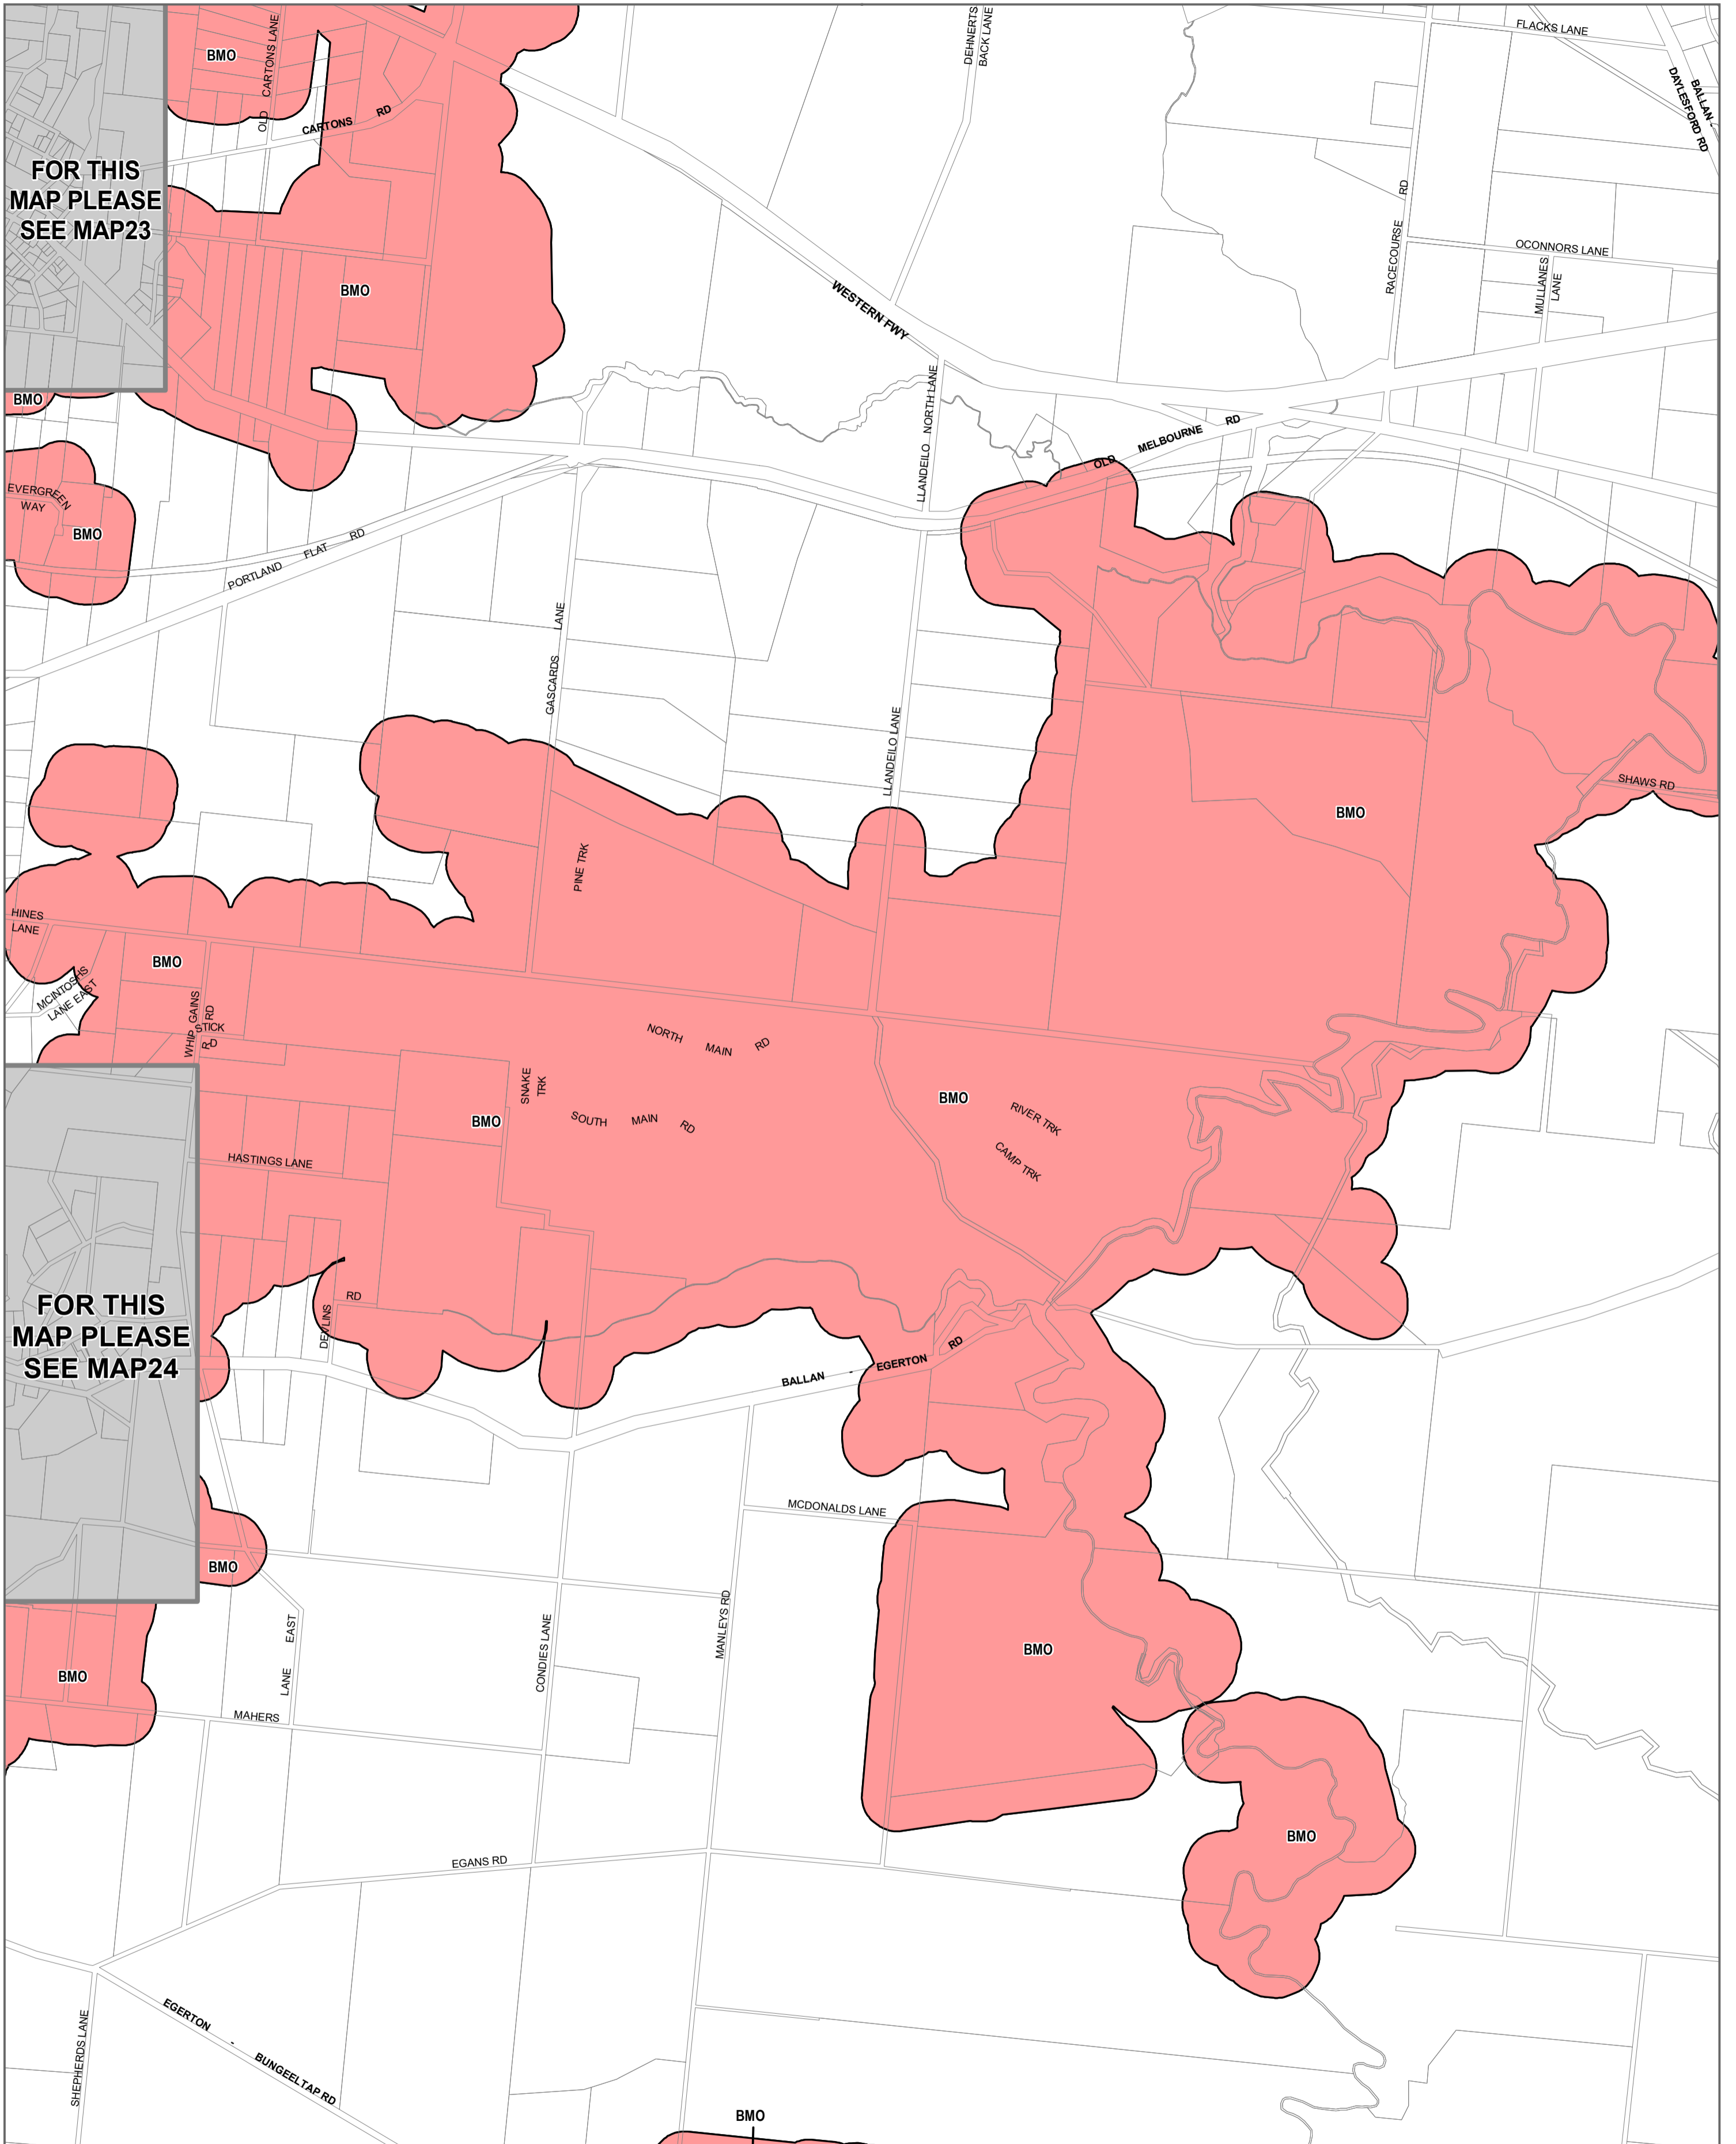 FLACKS LANE
DEHNERTS
BACK LANE
BMO
OLD CARTONS LANE
BALLAN -
DAYLESFORD RD
CARTONS RD
FOR THIS
MAP PLEASE
SEE MAP23
RACECOURSE RD
OCONNORS LANE
MULLANES
LANE
BMO
WESTERN FWY
BMO
LLANDEILO NORTH LANE
OLD MELBOURNE RD
EVERGREEN
WAY
BMO
PORTLAND FLAT RD
GASCARDS LANE
LLANDEILO LANE
SHAWS RD
BMO
PINE TRK
HINES
LANE
BMO
MCINTOSHS
LANE EAST
WHIP GAINS
RD
STICK
RD
NORTH MAIN RD
SNAKE
TRK
BMO
BMO
SOUTH MAIN RD
RIVER TRK
CAMP TRK
HASTINGS LANE
FOR THIS
MAP PLEASE
SEE MAP24
DEVLINS RD
BALLAN - EGERTON RD
MCDONALDS LANE
BMO
MANLEYS RD
CONDIES LANE
BMO
BMO
MAHERS LANE EAST
BMO
EGANS RD
SHEPHERDS LANE
EGERTON - BUNGEELTAP RD
BMO